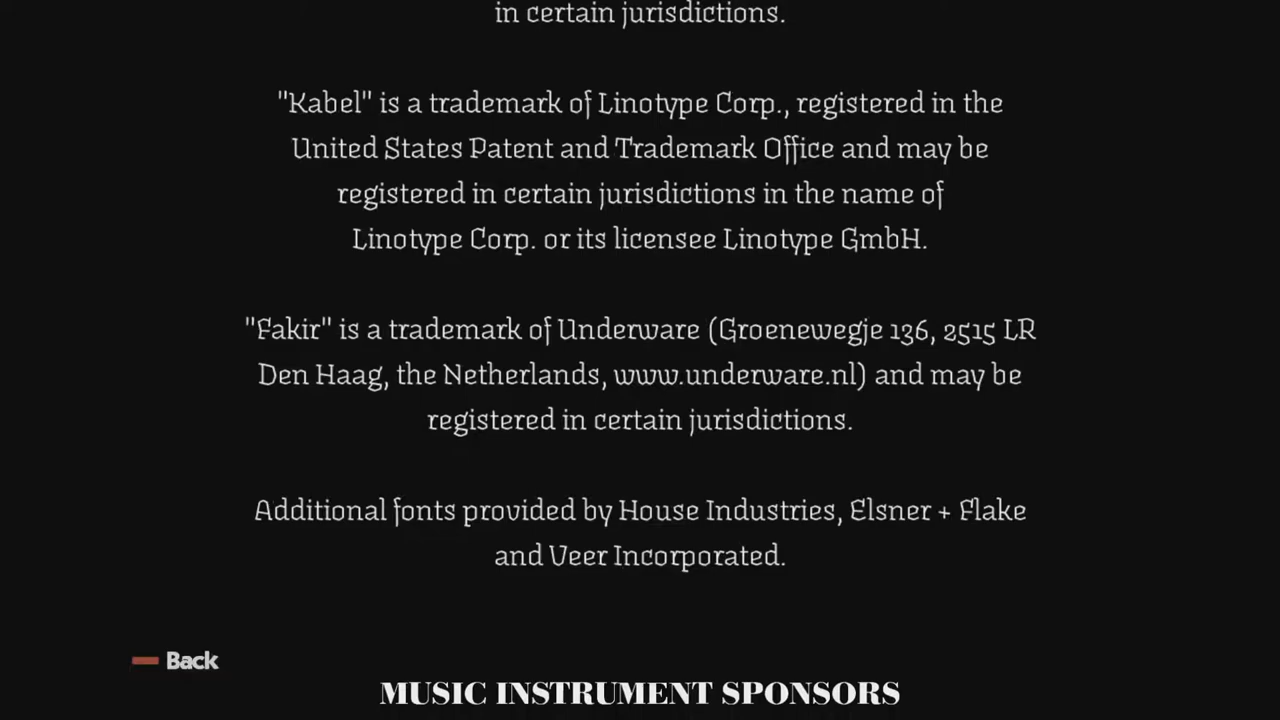 in certain jurisdictions.
"Kabel" is a trademark of Linotype Corp., registered in the
United States Patent and Trademark Office and may be
registered in certain jurisdictions in the name of
Linotype Corp. or its licensee Linotype GmbH.
"Fakir" is a trademark of Underware (Groenewegje 136, 2515 LR
Den Haag, the Netherlands, www.underware.nl) and may be
registered in certain jurisdictions.
Additional fonts provided by House Industries, Elsner + Flake
and Veer Incorporated.
Back
MUSIC INSTRUMENT SPONSORS